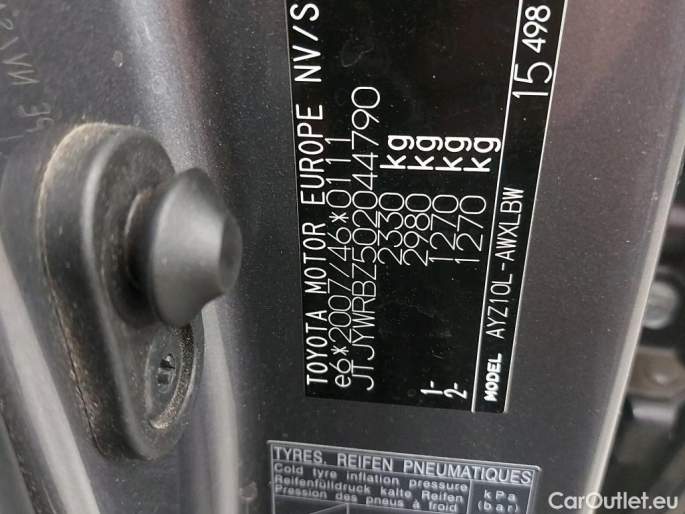 TOYOTA MOTOR EUROPE NV/S
e6*2007/46*0111
JTJYWRBZ502044790
2330 kg
2980 kg
1- 1270 kg
2- 1270 kg
MODEL AYZ10L-AWXLBW
15 498
TYRES, REIFEN PNEUMATIQUES
Cold tyre inflation pressure
Reifenfülldruck kalte Reifen
Pression des pneus à froid
kPa
(bar)
CarOutlet.eu